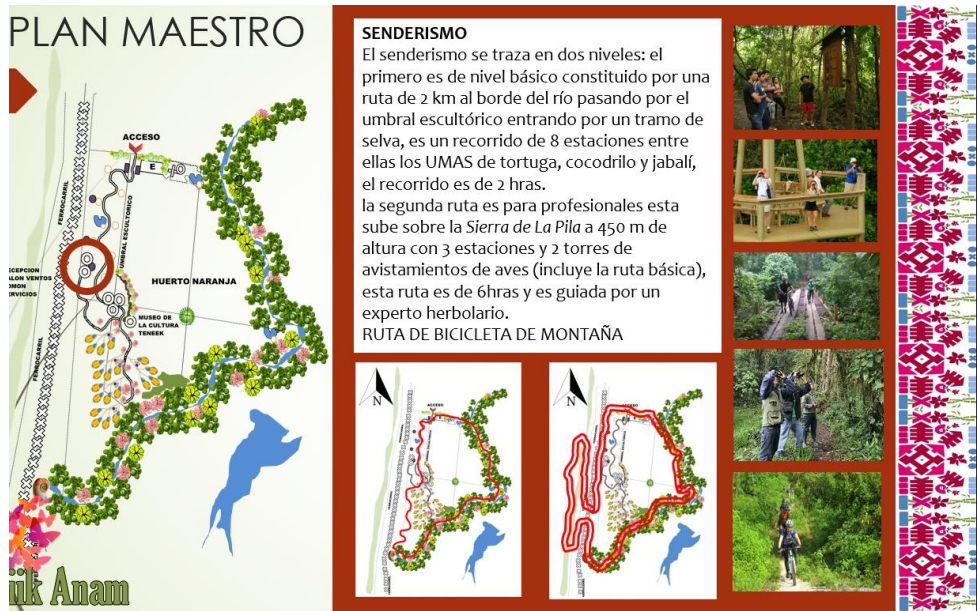 PLAN MAESTRO
ACCESO
E
FERROCARRIL
UMBRAL ESCULTORICO
HUERTO NARANJA
SERVICIOS
MUSEO DE
LA CULTURA
TENEEK
FERROCARRIL
iik Anam
SENDERISMO
El senderismo se traza en dos niveles: el
primero es de nivel básico constituido por una
ruta de 2 km al borde del río pasando por el
umbral escultórico entrando por un tramo de
selva, es un recorrido de 8 estaciones entre
ellas los UMAS de tortuga, cocodrilo y jabalí,
el recorrido es de 2 hras.
la segunda ruta es para profesionales esta
sube sobre la Sierra de La Pila a 450 m de
altura con 3 estaciones y 2 torres de
avistamientos de aves (incluye la ruta básica),
esta ruta es de 6hras y es guiada por un
experto herbolario.
RUTA DE BICICLETA DE MONTAÑA
N
ACCESO
N